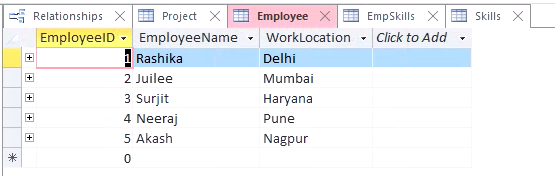 Relationships Project Employee EmpSkills Skills
EmployeeID EmployeeName WorkLocation Click to Add
1 Rashika Delhi
2 Juilee Mumbai
3 Surjit Haryana
4 Neeraj Pune
5 Akash Nagpur
0